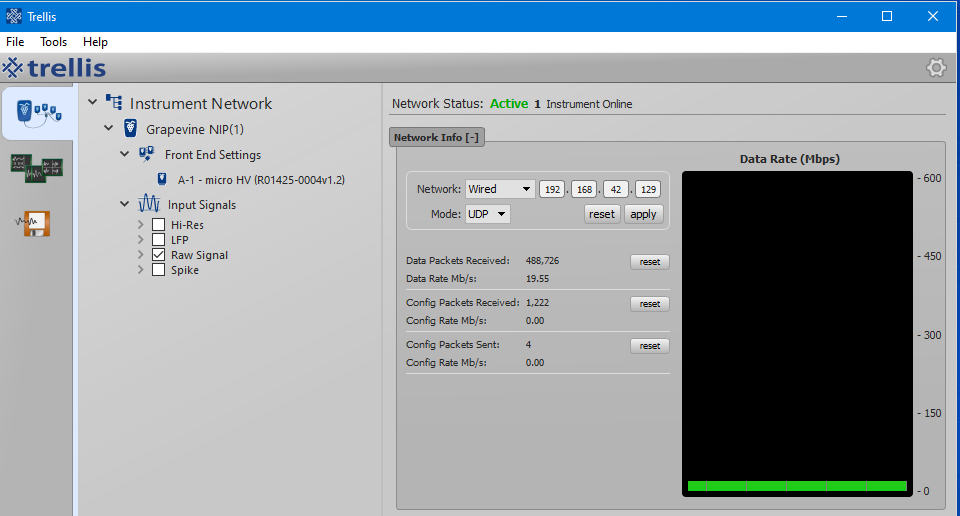 Trellis
File Tools Help
trellis
Instrument Network
Grapevine NIP(1)
Front End Settings
A-1 - micro HV (R01425-0004v1.2)
Input Signals
Hi-Res
LFP
Raw Signal
Spike
Network Status: Active 1 Instrument Online
Network Info [-]
Network: Wired 192 . 168 . 42 . 129
Mode: UDP reset apply
Data Packets Received: 488,726 reset
Data Rate Mb/s: 19.55
Config Packets Received: 1,222 reset
Config Rate Mb/s: 0.00
Config Packets Sent: 4 reset
Config Rate Mb/s: 0.00
Data Rate (Mbps)
- 600
- 450
- 300
- 150
- 0